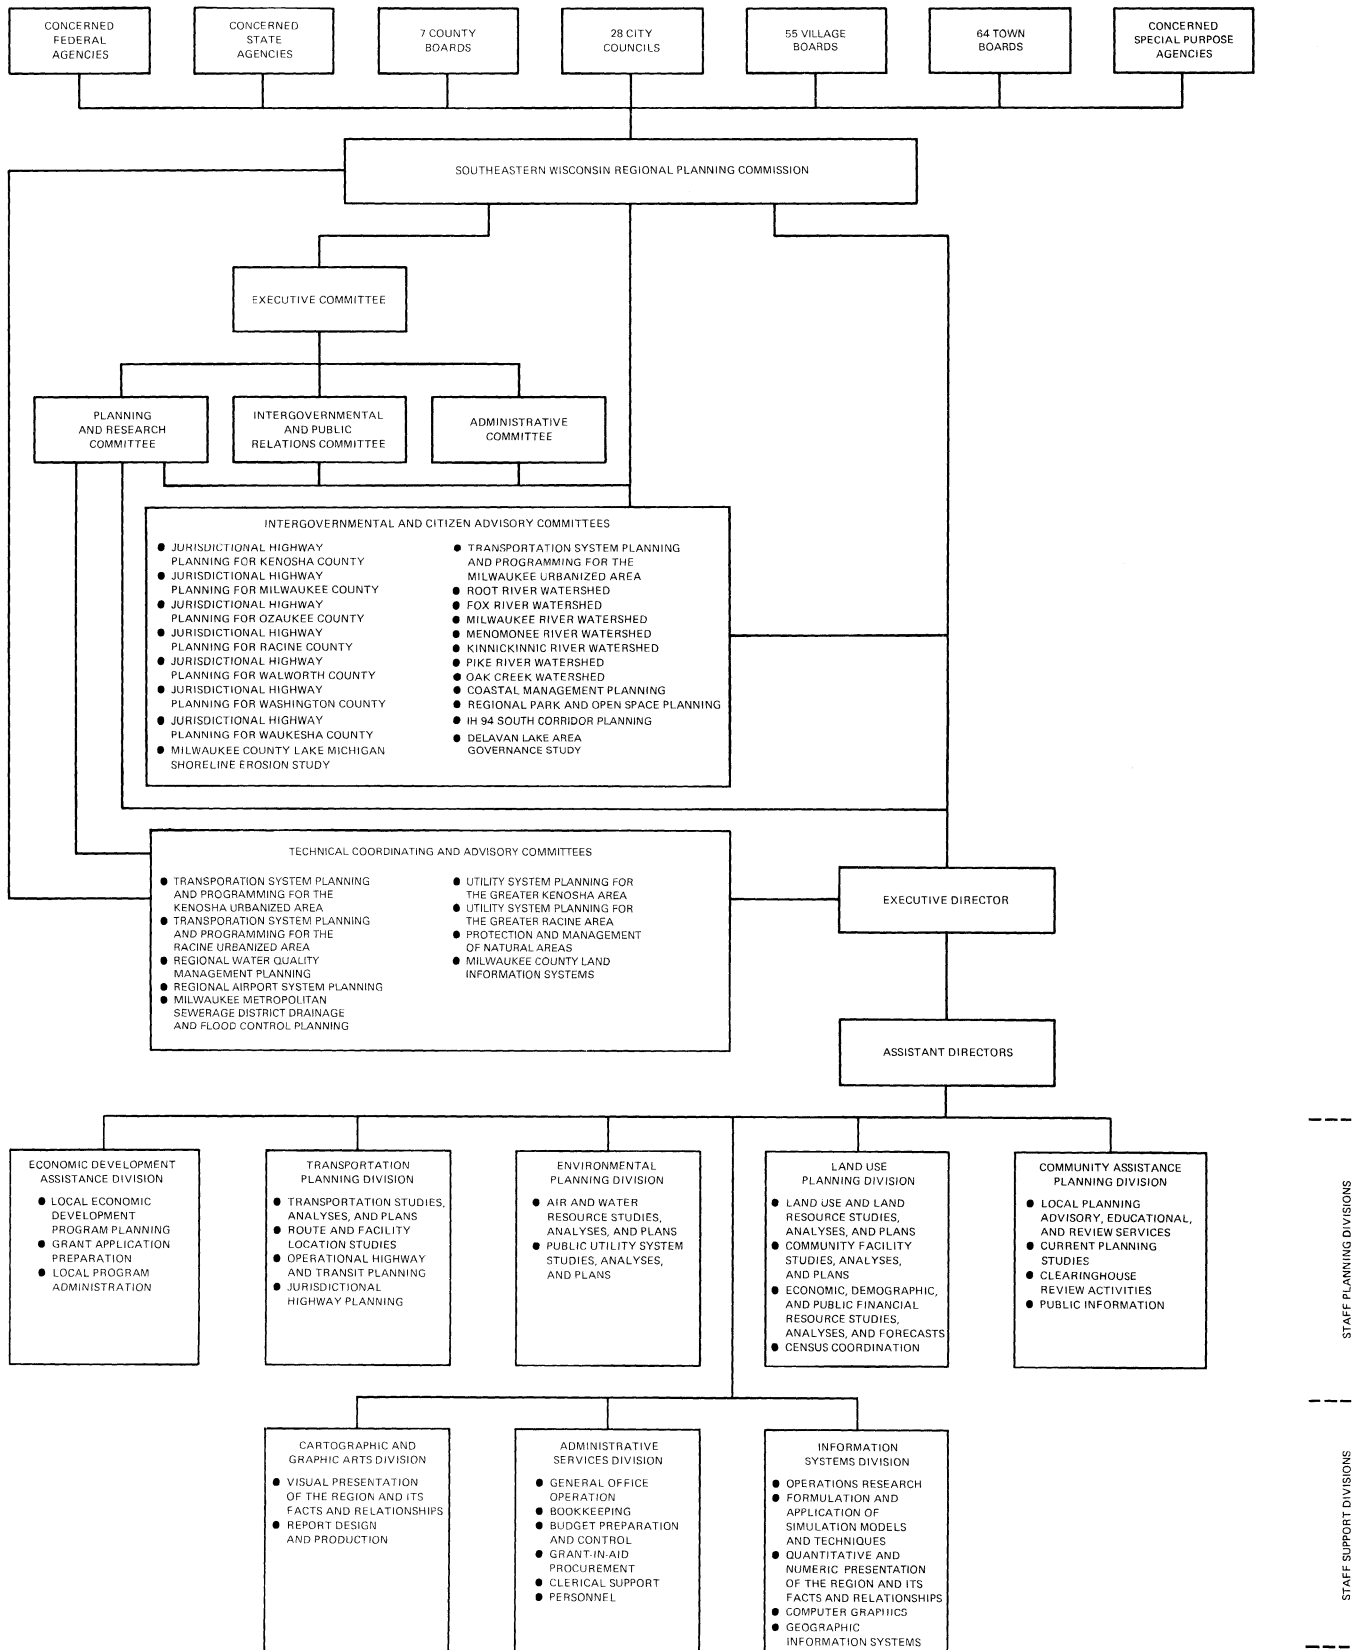 CONCERNED
FEDERAL
AGENCIES
CONCERNED
STATE
AGENCIES
7 COUNTY
BOARDS
28 CITY
COUNCILS
55 VILLAGE
BOARDS
64 TOWN
BOARDS
CONCERNED
SPECIAL PURPOSE
AGENCIES
SOUTHEASTERN WISCONSIN REGIONAL PLANNING COMMISSION
EXECUTIVE COMMITTEE
PLANNING
AND RESEARCH
COMMITTEE
INTERGOVERNMENTAL
AND PUBLIC
RELATIONS COMMITTEE
ADMINISTRATIVE
COMMITTEE
INTERGOVERNMENTAL AND CITIZEN ADVISORY COMMITTEES
● JURISDICTIONAL HIGHWAY
PLANNING FOR KENOSHA COUNTY
● JURISDICTIONAL HIGHWAY
PLANNING FOR MILWAUKEE COUNTY
● JURISDICTIONAL HIGHWAY
PLANNING FOR OZAUKEE COUNTY
● JURISDICTIONAL HIGHWAY
PLANNING FOR RACINE COUNTY
● JURISDICTIONAL HIGHWAY
PLANNING FOR WALWORTH COUNTY
● JURISDICTIONAL HIGHWAY
PLANNING FOR WASHINGTON COUNTY
● JURISDICTIONAL HIGHWAY
PLANNING FOR WAUKESHA COUNTY
● MILWAUKEE COUNTY LAKE MICHIGAN
SHORELINE EROSION STUDY
● TRANSPORTATION SYSTEM PLANNING
AND PROGRAMMING FOR THE
MILWAUKEE URBANIZED AREA
● ROOT RIVER WATERSHED
● FOX RIVER WATERSHED
● MILWAUKEE RIVER WATERSHED
● MENOMONEE RIVER WATERSHED
● KINNICKINNIC RIVER WATERSHED
● PIKE RIVER WATERSHED
● OAK CREEK WATERSHED
● COASTAL MANAGEMENT PLANNING
● REGIONAL PARK AND OPEN SPACE PLANNING
● IH 94 SOUTH CORRIDOR PLANNING
● DELAVAN LAKE AREA
GOVERNANCE STUDY
TECHNICAL COORDINATING AND ADVISORY COMMITTEES
● TRANSPORATION SYSTEM PLANNING
AND PROGRAMMING FOR THE
KENOSHA URBANIZED AREA
● TRANSPORATION SYSTEM PLANNING
AND PROGRAMMING FOR THE
RACINE URBANIZED AREA
● REGIONAL WATER QUALITY
MANAGEMENT PLANNING
● REGIONAL AIRPORT SYSTEM PLANNING
● MILWAUKEE METROPOLITAN
SEWERAGE DISTRICT DRAINAGE
AND FLOOD CONTROL PLANNING
● UTILITY SYSTEM PLANNING FOR
THE GREATER KENOSHA AREA
● UTILITY SYSTEM PLANNING FOR
THE GREATER RACINE AREA
● PROTECTION AND MANAGEMENT
OF NATURAL AREAS
● MILWAUKEE COUNTY LAND
INFORMATION SYSTEMS
EXECUTIVE DIRECTOR
ASSISTANT DIRECTORS
ECONOMIC DEVELOPMENT
ASSISTANCE DIVISION
● LOCAL ECONOMIC
DEVELOPMENT
PROGRAM PLANNING
● GRANT APPLICATION
PREPARATION
● LOCAL PROGRAM
ADMINISTRATION
TRANSPORTATION
PLANNING DIVISION
● TRANSPORTATION STUDIES,
ANALYSES, AND PLANS
● ROUTE AND FACILITY
LOCATION STUDIES
● OPERATIONAL HIGHWAY
AND TRANSIT PLANNING
● JURISDICTIONAL
HIGHWAY PLANNING
ENVIRONMENTAL
PLANNING DIVISION
● AIR AND WATER
RESOURCE STUDIES,
ANALYSES, AND PLANS
● PUBLIC UTILITY SYSTEM
STUDIES, ANALYSES,
AND PLANS
LAND USE
PLANNING DIVISION
● LAND USE AND LAND
RESOURCE STUDIES,
ANALYSES, AND PLANS
● COMMUNITY FACILITY
STUDIES, ANALYSES,
AND PLANS
● ECONOMIC, DEMOGRAPHIC,
AND PUBLIC FINANCIAL
RESOURCE STUDIES,
ANALYSES, AND FORECASTS
● CENSUS COORDINATION
COMMUNITY ASSISTANCE
PLANNING DIVISION
● LOCAL PLANNING
ADVISORY, EDUCATIONAL,
AND REVIEW SERVICES
● CURRENT PLANNING
STUDIES
● CLEARINGHOUSE
REVIEW ACTIVITIES
● PUBLIC INFORMATION
STAFF PLANNING DIVISIONS
CARTOGRAPHIC AND
GRAPHIC ARTS DIVISION
● VISUAL PRESENTATION
OF THE REGION AND ITS
FACTS AND RELATIONSHIPS
● REPORT DESIGN
AND PRODUCTION
ADMINISTRATIVE
SERVICES DIVISION
● GENERAL OFFICE
OPERATION
● BOOKKEEPING
● BUDGET PREPARATION
AND CONTROL
● GRANT-IN-AID
PROCUREMENT
● CLERICAL SUPPORT
● PERSONNEL
INFORMATION
SYSTEMS DIVISION
● OPERATIONS RESEARCH
● FORMULATION AND
APPLICATION OF
SIMULATION MODELS
AND TECHNIQUES
● QUANTITATIVE AND
NUMERIC PRESENTATION
OF THE REGION AND ITS
FACTS AND RELATIONSHIPS
● COMPUTER GRAPHICS
● GEOGRAPHIC
INFORMATION SYSTEMS
STAFF SUPPORT DIVISIONS